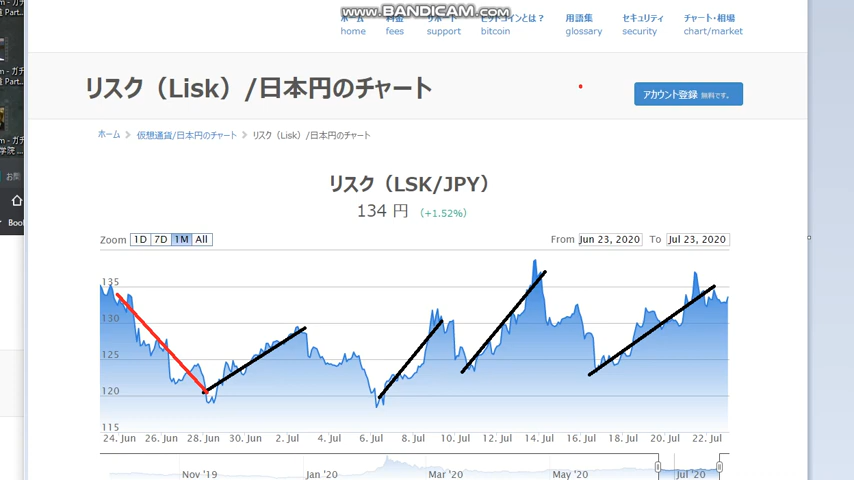 www.BANDICAM.com
ホーム 料金 サポート ビットコインとは？ 用語集 セキュリティ チャート・相場
home fees support bitcoin glossary security chart/market
リスク（Lisk）/日本円のチャート
アカウント登録 無料です。
ホーム 仮想通貨/日本円のチャート リスク（Lisk）/日本円のチャート
リスク（LSK/JPY）
134 円 (+1.52%)
Zoom 1D 7D 1M All From Jun 23, 2020 To Jul 23, 2020
135
130
125
120
115
24. Jun 26. Jun 28. Jun 30. Jun 2. Jul 4. Jul 6. Jul 8. Jul 10. Jul 12. Jul 14. Jul 16. Jul 18. Jul 20. Jul 22. Jul
Nov '19 Jan '20 Mar '20 May '20 Jul '20
Part...
Part...
学院 ...
お気
Book